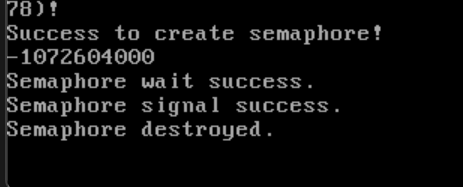 78)!
Success to create semaphore!
-1072604000
Semaphore wait success.
Semaphore signal success.
Semaphore destroyed.